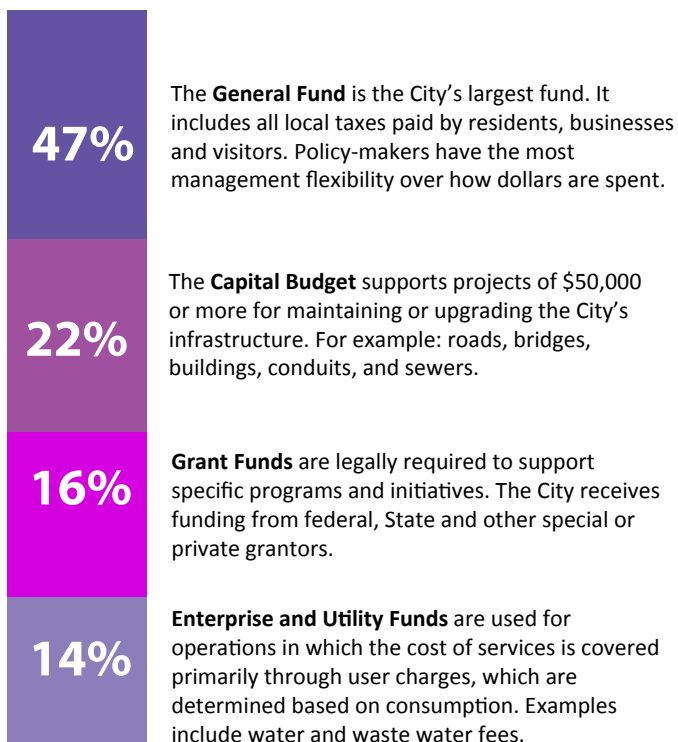 47%
The General Fund is the City's largest fund. It
includes all local taxes paid by residents, businesses
and visitors. Policy-makers have the most
management flexibility over how dollars are spent.
22%
The Capital Budget supports projects of $50,000
or more for maintaining or upgrading the City's
infrastructure. For example: roads, bridges,
buildings, conduits, and sewers.
16%
Grant Funds are legally required to support
specific programs and initiatives. The City receives
funding from federal, State and other special or
private grantors.
14%
Enterprise and Utility Funds are used for
operations in which the cost of services is covered
primarily through user charges, which are
determined based on consumption. Examples
include water and waste water fees.